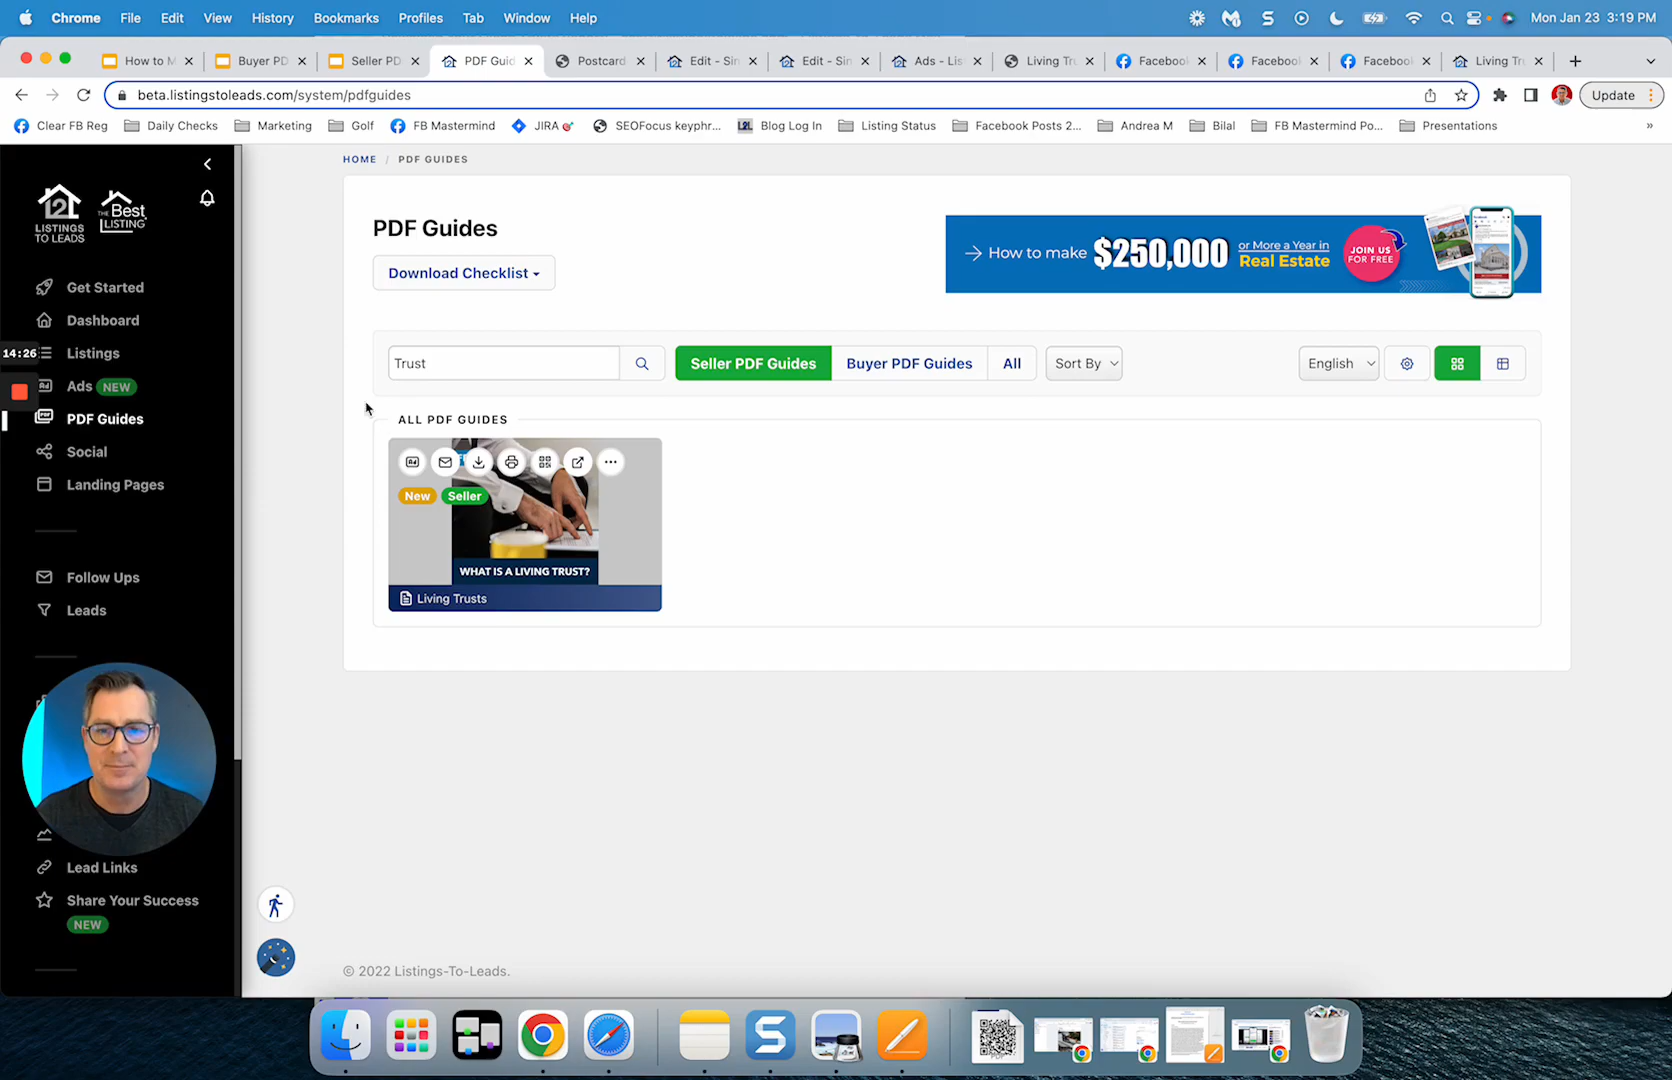 Chrome File Edit View History Bookmarks Profiles Tab Window Help
Mon Jan 23 3:19 PM
How to M
Buyer PD
Seller PD
PDF Guid
Postcard
Edit - Sin
Edit - Sin
Ads - Lis
Living Tr
Facebook
Facebook
Facebook
Living Tr
beta.listingstoleads.com/system/pdfguides
Update
Clear FB Reg
Daily Checks
Marketing
Golf
FB Mastermind
JIRA
SEOFocus keyphr...
Blog Log In
Listing Status
Facebook Posts 2...
Andrea M
Bilal
FB Mastermind Po...
Presentations
»
HOME / PDF GUIDES
L2L
LISTINGS
TO LEADS
THE
Best
LISTING
Get Started
Dashboard
14:26
Listings
Ads NEW
PDF Guides
Social
Landing Pages
Follow Ups
Leads
Lead Links
Share Your Success
NEW
PDF Guides
Download Checklist
How to make $250,000 or More a Year in
Real Estate
JOIN US
FOR FREE
Trust
Seller PDF Guides
Buyer PDF Guides
All
Sort By
English
ALL PDF GUIDES
New Seller
WHAT IS A LIVING TRUST?
Living Trusts
© 2022 Listings-To-Leads.